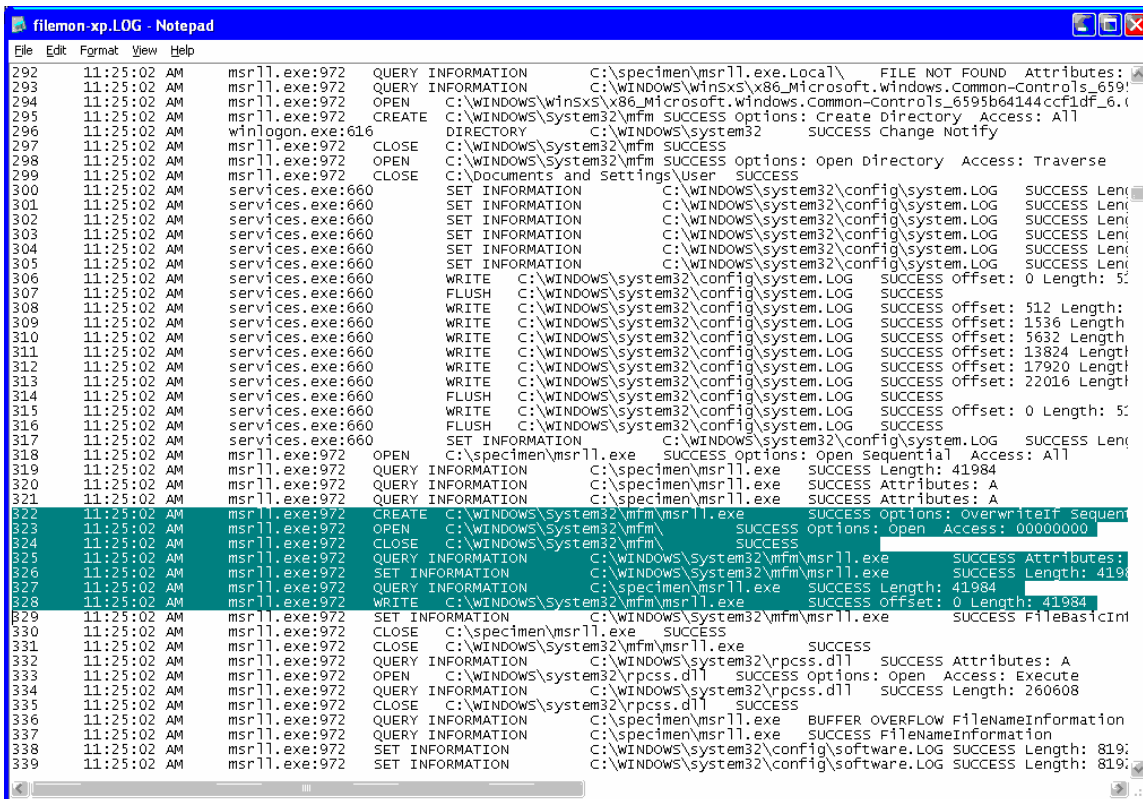 filemon-xp.LOG - Notepad
File Edit Format View Help
292 11:25:02 AM msrll.exe:972 QUERY INFORMATION C:\specimen\msrll.exe.Local\ FILE NOT FOUND Attributes:
293 11:25:02 AM msrll.exe:972 QUERY INFORMATION C:\WINDOWS\WinSxS\x86_Microsoft.Windows.Common-Controls_659
294 11:25:02 AM msrll.exe:972 OPEN C:\WINDOWS\WinSxS\x86_Microsoft.Windows.Common-Controls_6595b64144ccf1df_6.
295 11:25:02 AM msrll.exe:972 CREATE C:\WINDOWS\System32\mfm SUCCESS Options: Create Directory Access: All
296 11:25:02 AM winlogon.exe:616 DIRECTORY C:\WINDOWS\system32 SUCCESS Change Notify
297 11:25:02 AM msrll.exe:972 CLOSE C:\WINDOWS\System32\mfm SUCCESS
298 11:25:02 AM msrll.exe:972 OPEN C:\WINDOWS\System32\mfm SUCCESS Options: Open Directory Access: Traverse
299 11:25:02 AM msrll.exe:972 CLOSE C:\Documents and Settings\User SUCCESS
300 11:25:02 AM services.exe:660 SET INFORMATION C:\WINDOWS\system32\config\system.LOG SUCCESS Len
301 11:25:02 AM services.exe:660 SET INFORMATION C:\WINDOWS\system32\config\system.LOG SUCCESS Len
302 11:25:02 AM services.exe:660 SET INFORMATION C:\WINDOWS\system32\config\system.LOG SUCCESS Len
303 11:25:02 AM services.exe:660 SET INFORMATION C:\WINDOWS\system32\config\system.LOG SUCCESS Len
304 11:25:02 AM services.exe:660 SET INFORMATION C:\WINDOWS\system32\config\system.LOG SUCCESS Len
305 11:25:02 AM services.exe:660 SET INFORMATION C:\WINDOWS\system32\config\system.LOG SUCCESS Len
306 11:25:02 AM services.exe:660 WRITE C:\WINDOWS\system32\config\system.LOG SUCCESS Offset: 0 Length: 5
307 11:25:02 AM services.exe:660 FLUSH C:\WINDOWS\system32\config\system.LOG SUCCESS
308 11:25:02 AM services.exe:660 WRITE C:\WINDOWS\system32\config\system.LOG SUCCESS Offset: 512 Length:
309 11:25:02 AM services.exe:660 WRITE C:\WINDOWS\system32\config\system.LOG SUCCESS Offset: 1536 Length
310 11:25:02 AM services.exe:660 WRITE C:\WINDOWS\system32\config\system.LOG SUCCESS Offset: 5632 Length
311 11:25:02 AM services.exe:660 WRITE C:\WINDOWS\system32\config\system.LOG SUCCESS Offset: 13824 Length
312 11:25:02 AM services.exe:660 WRITE C:\WINDOWS\system32\config\system.LOG SUCCESS Offset: 17920 Length
313 11:25:02 AM services.exe:660 WRITE C:\WINDOWS\system32\config\system.LOG SUCCESS Offset: 22016 Length
314 11:25:02 AM services.exe:660 FLUSH C:\WINDOWS\system32\config\system.LOG SUCCESS
315 11:25:02 AM services.exe:660 WRITE C:\WINDOWS\system32\config\system.LOG SUCCESS Offset: 0 Length: 5
316 11:25:02 AM services.exe:660 FLUSH C:\WINDOWS\system32\config\system.LOG SUCCESS
317 11:25:02 AM services.exe:660 SET INFORMATION C:\WINDOWS\system32\config\system.LOG SUCCESS Len
318 11:25:02 AM msrll.exe:972 OPEN C:\specimen\msrll.exe SUCCESS Options: Open Sequential Access: All
319 11:25:02 AM msrll.exe:972 QUERY INFORMATION C:\specimen\msrll.exe SUCCESS Length: 41984
320 11:25:02 AM msrll.exe:972 QUERY INFORMATION C:\specimen\msrll.exe SUCCESS Attributes: A
321 11:25:02 AM msrll.exe:972 QUERY INFORMATION C:\specimen\msrll.exe SUCCESS Attributes: A
322 11:25:02 AM msrll.exe:972 CREATE C:\WINDOWS\System32\mfm\msrll.exe SUCCESS Options: OverwriteIf Sequent
323 11:25:02 AM msrll.exe:972 OPEN C:\WINDOWS\System32\mfm\ SUCCESS Options: Open Access: 00000000
324 11:25:02 AM msrll.exe:972 CLOSE C:\WINDOWS\System32\mfm\ SUCCESS
325 11:25:02 AM msrll.exe:972 QUERY INFORMATION C:\WINDOWS\System32\mfm\msrll.exe SUCCESS Attributes:
326 11:25:02 AM msrll.exe:972 SET INFORMATION C:\WINDOWS\System32\mfm\msrll.exe SUCCESS Length: 419
327 11:25:02 AM msrll.exe:972 QUERY INFORMATION C:\specimen\msrll.exe SUCCESS Length: 41984
328 11:25:02 AM msrll.exe:972 WRITE C:\WINDOWS\System32\mfm\msrll.exe SUCCESS Offset: 0 Length: 41984
329 11:25:02 AM msrll.exe:972 SET INFORMATION C:\WINDOWS\System32\mfm\msrll.exe SUCCESS FileBasicInf
330 11:25:02 AM msrll.exe:972 CLOSE C:\specimen\msrll.exe SUCCESS
331 11:25:02 AM msrll.exe:972 CLOSE C:\WINDOWS\System32\mfm\msrll.exe SUCCESS
332 11:25:02 AM msrll.exe:972 QUERY INFORMATION C:\WINDOWS\system32\rpcss.dll SUCCESS Attributes: A
333 11:25:02 AM msrll.exe:972 OPEN C:\WINDOWS\system32\rpcss.dll SUCCESS Options: Open Access: Execute
334 11:25:02 AM msrll.exe:972 QUERY INFORMATION C:\WINDOWS\system32\rpcss.dll SUCCESS Length: 260608
335 11:25:02 AM msrll.exe:972 CLOSE C:\WINDOWS\system32\rpcss.dll SUCCESS
336 11:25:02 AM msrll.exe:972 QUERY INFORMATION C:\specimen\msrll.exe BUFFER OVERFLOW FileNameInformation
337 11:25:02 AM msrll.exe:972 QUERY INFORMATION C:\specimen\msrll.exe SUCCESS FileNameInformation
338 11:25:02 AM msrll.exe:972 SET INFORMATION C:\WINDOWS\system32\config\software.LOG SUCCESS Length: 819
339 11:25:02 AM msrll.exe:972 SET INFORMATION C:\WINDOWS\system32\config\software.LOG SUCCESS Length: 819